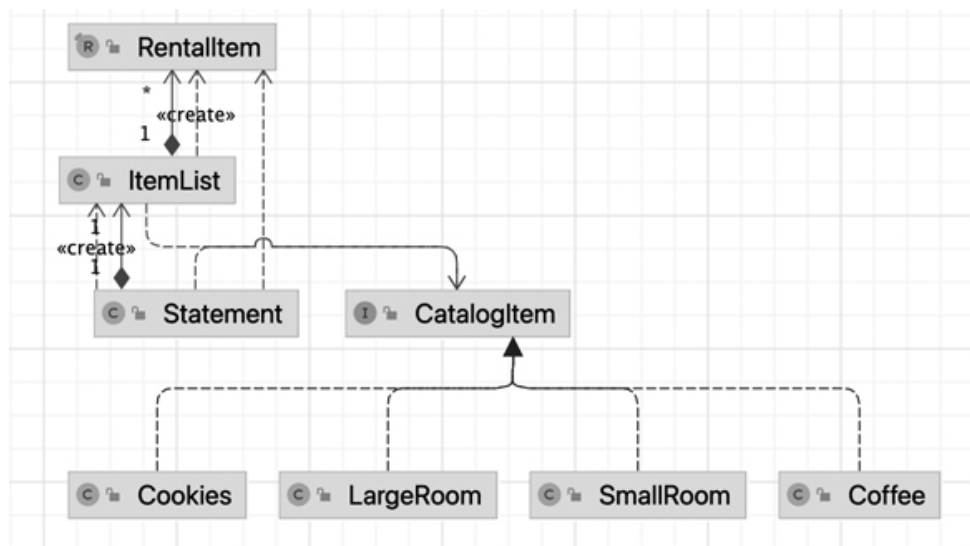 R RentalItem
*
«create»
1
C ItemList
1
«create»
1
C Statement
I CatalogItem
C Cookies
C LargeRoom
C SmallRoom
C Coffee